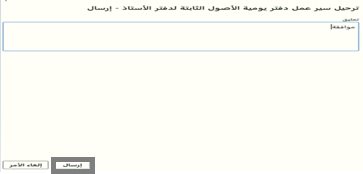 ترحيل سير عمل دفتر يومية الأصول الثابتة لدفتر الأستاذ - إرسال
تعليق
موافقة
إرسال
إلغاء الأمر